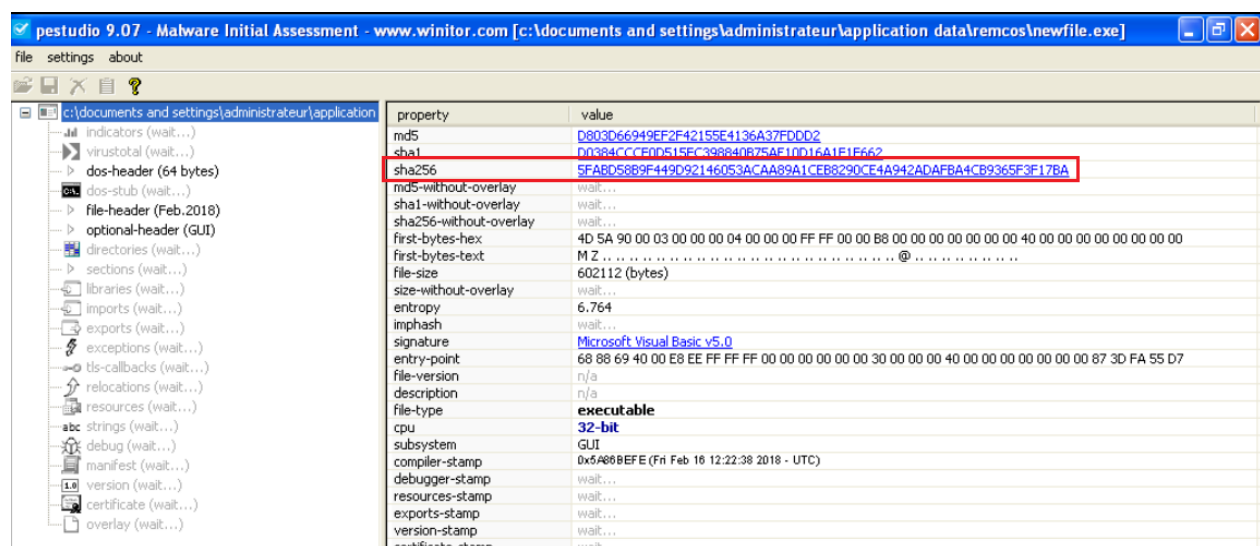 pestudio 9.07 - Malware Initial Assessment - www.winitor.com [c:\documents and settings\administrateur\application data\remcos\newfile.exe]
file settings about
c:\documents and settings\administrateur\application
indicators (wait...)
virustotal (wait...)
dos-header (64 bytes)
dos-stub (wait...)
file-header (Feb.2018)
optional-header (GUI)
directories (wait...)
sections (wait...)
libraries (wait...)
imports (wait...)
exports (wait...)
exceptions (wait...)
tls-callbacks (wait...)
relocations (wait...)
resources (wait...)
abc strings (wait...)
debug (wait...)
manifest (wait...)
1.0 version (wait...)
certificate (wait...)
overlay (wait...)
property value
md5 D803D66949EF2F42155E4136A37FDDD2
sha1
sha256 5FABD58B9F449D92146053ACAA89A1CEB8290CE4A942ADAFBA4CB9365F3F17BA
md5-without-overlay wait...
sha1-without-overlay wait...
sha256-without-overlay wait...
first-bytes-hex 4D 5A 90 00 03 00 00 00 04 00 00 00 FF FF 00 00 B8 00 00 00 00 00 00 00 40 00 00 00 00 00 00 00
first-bytes-text M Z .. .. .. .. .. .. .. .. .. .. .. .. .. .. .. .. .. .. .. .. .. .. @ .. .. .. .. .. .. ..
file-size 602112 (bytes)
size-without-overlay wait...
entropy 6.764
imphash wait...
signature Microsoft Visual Basic v5.0
entry-point 68 88 69 40 00 E8 EE FF FF FF 00 00 00 00 00 00 30 00 00 00 40 00 00 00 00 00 00 00 87 3D FA 55 D7
file-version n/a
description n/a
file-type executable
cpu 32-bit
subsystem GUI
compiler-stamp 0x5A86BEFE (Fri Feb 16 12:22:38 2018 - UTC)
debugger-stamp wait...
resources-stamp wait...
exports-stamp wait...
version-stamp wait...